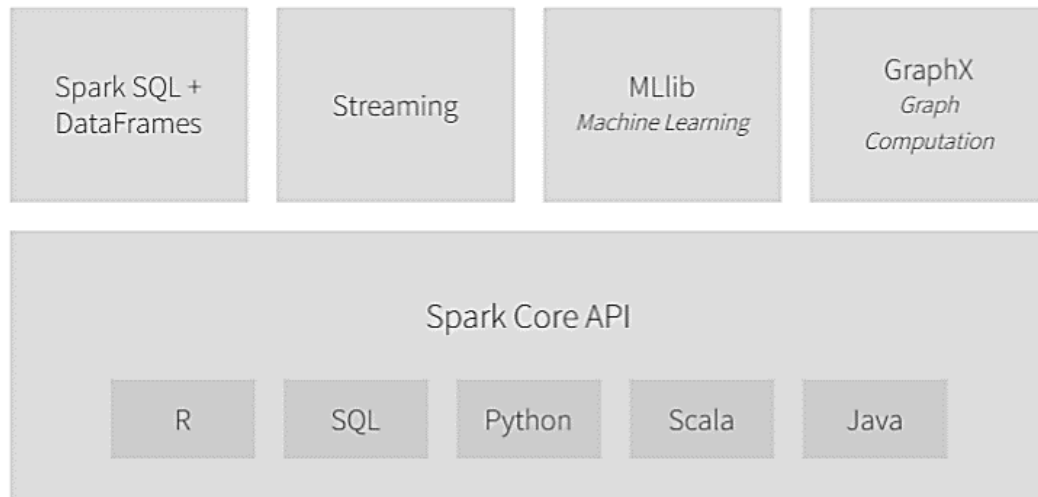 Spark SQL +
DataFrames
Streaming
MLlib
Machine Learning
GraphX
Graph
Computation
Spark Core API
R
SQL
Python
Scala
Java